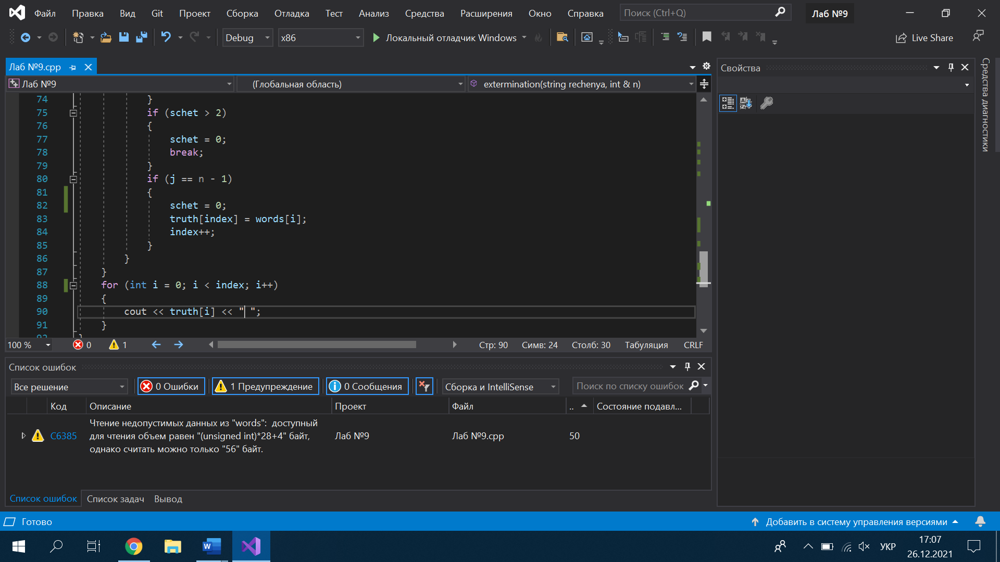 Файл Правка Вид Git Проект Сборка Отладка Тест Анализ Средства Расширения Окно Справка Поиск (Ctrl+Q) Лаб №9
Debug x86 Локальный отладчик Windows Live Share
Лаб №9.cpp
Лаб №9 (Глобальная область) extermination(string rechenya, int & n)
74 }
75 if (schet > 2)
76 {
77 schet = 0;
78 break;
79 }
80 if (j == n - 1)
81 {
82 schet = 0;
83 truth[index] = words[i];
84 index++;
85 }
86 }
87 }
88 for (int i = 0; i < index; i++)
89 {
90 cout << truth[i] << " ";
91 }
92 }
100 % 0 1 Стр: 90 Симв: 24 Столб: 30 Табуляция CRLF
Список ошибок
Все решение 0 Ошибки 1 Предупреждение 0 Сообщения Сборка и IntelliSense Поиск по списку ошибок
Код Описание Проект Файл .. Состояние подавл...
C6385 Чтение недопустимых данных из "words": доступный
для чтения объем равен "(unsigned int)*28+4" байт,
однако считать можно только "56" байт.
Лаб №9 Лаб №9.cpp 50
Список ошибок Список задач Вывод
Свойства
Средства диагностики
Готово Добавить в систему управления версиями
УКР 17:07
26.12.2021